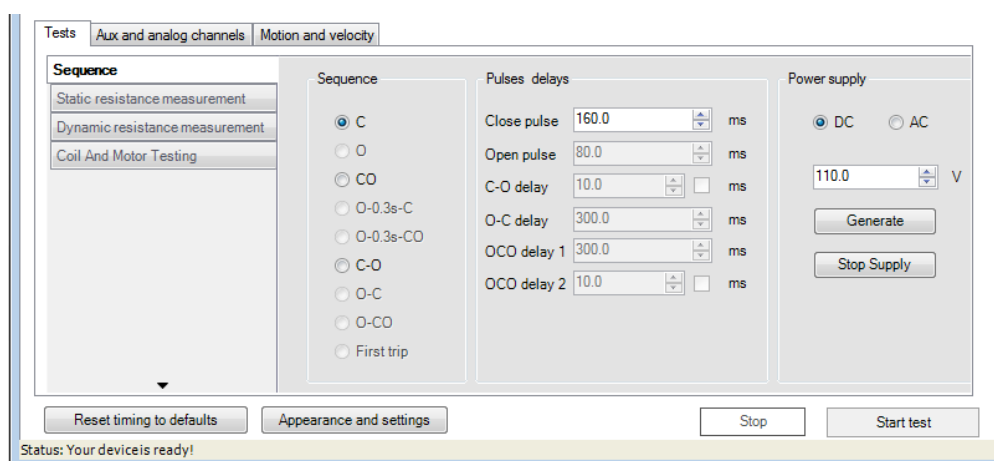 Tests Aux and analog channels Motion and velocity
Sequence
Static resistance measurement
Dynamic resistance measurement
Coil And Motor Testing
Sequence
C
O
CO
O-0.3s-C
O-0.3s-CO
C-O
O-C
O-CO
First trip
Pulses delays
Close pulse 160.0 ms
Open pulse 80.0 ms
C-O delay 10.0 ms
O-C delay 300.0 ms
OCO delay 1 300.0 ms
OCO delay 2 10.0 ms
Power supply
DC AC
110.0 V
Generate
Stop Supply
Reset timing to defaults Appearance and settings Stop Start test
Status: Your deviceis ready!